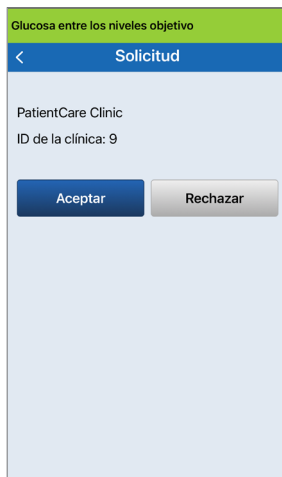 Glucosa entre los niveles objetivo
Solicitud
PatientCare Clinic
ID de la clínica: 9
Aceptar
Rechazar